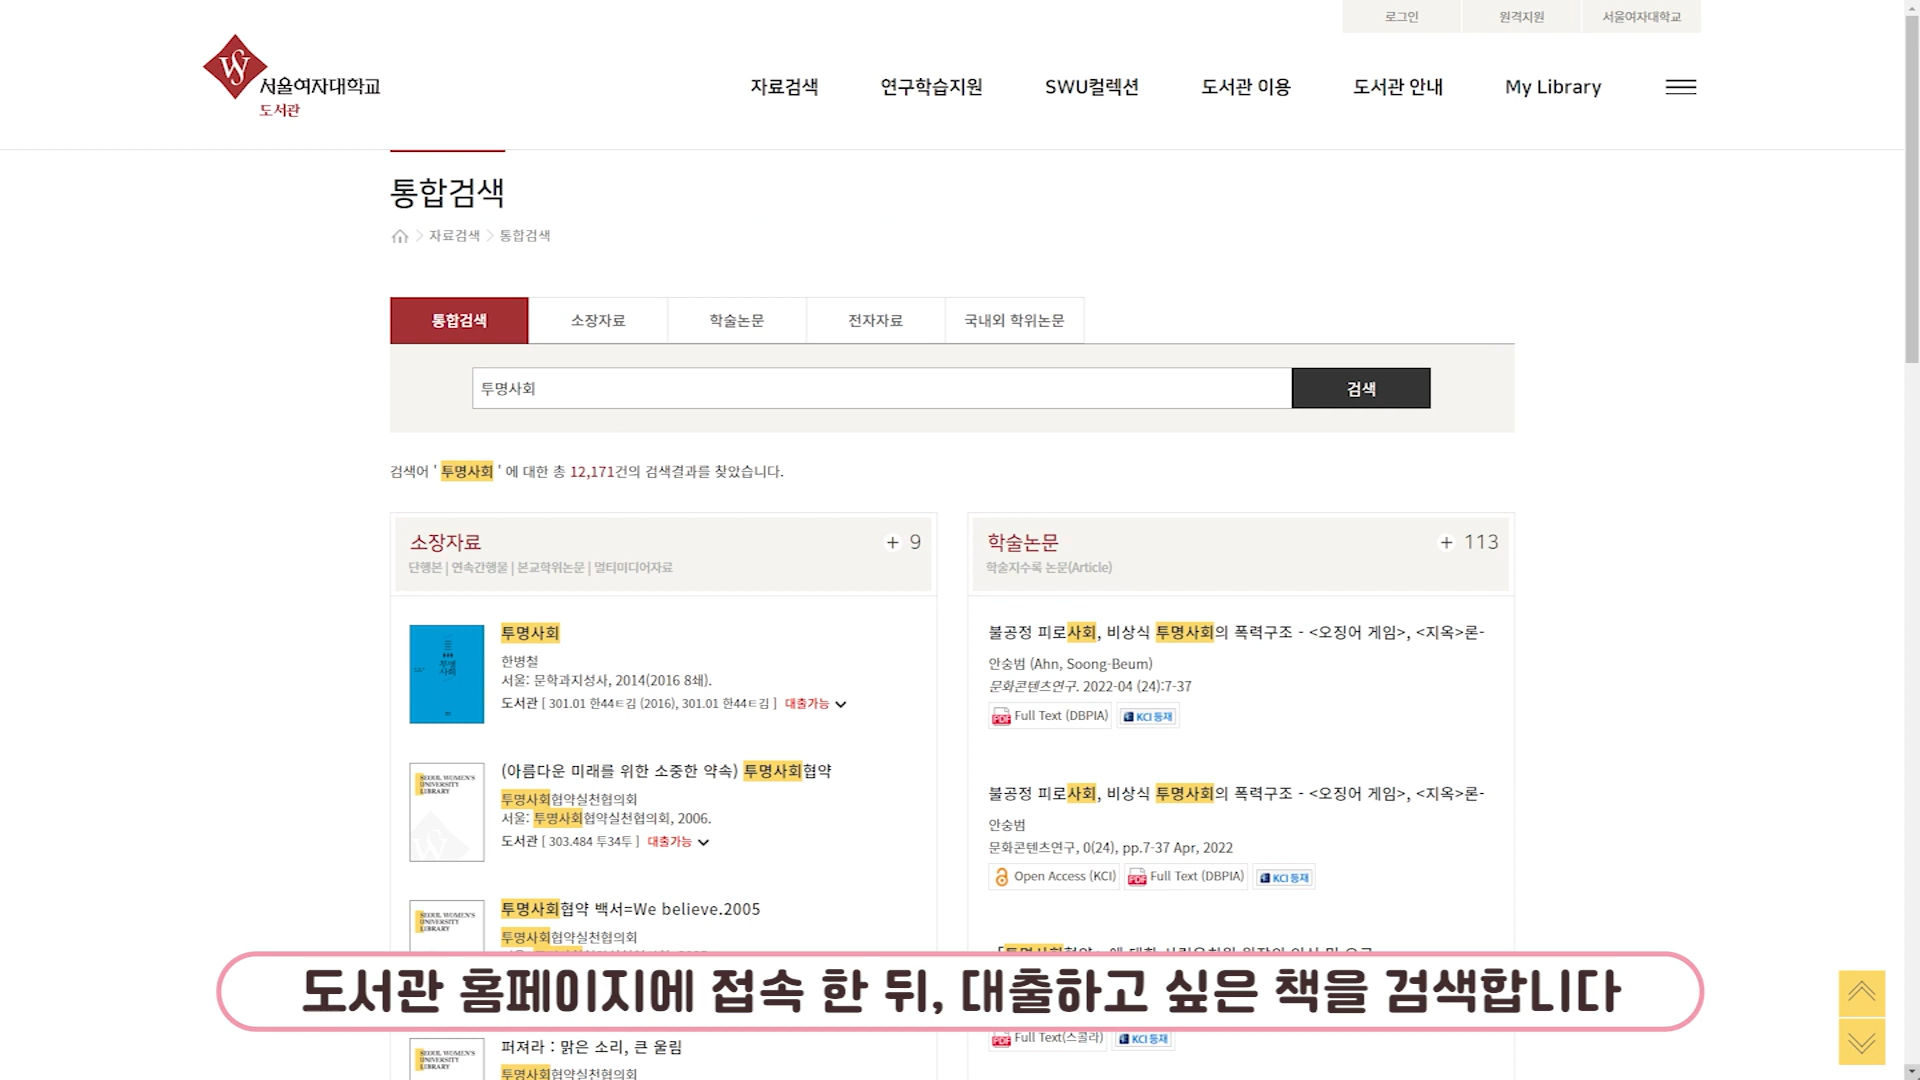 로그인
원격지원
서울여자대학교
서울여자대학교
도서관
자료검색
연구학습지원
SWU컬렉션
도서관 이용
도서관 안내
My Library
통합검색
자료검색 > 통합검색
통합검색
소장자료
학술논문
전자자료
국내외 학위논문
투명사회
검색
검색어 ' 투명사회 ' 에 대한 총 12,171건의 검색결과를 찾았습니다.
소장자료
+ 9
단행본 | 연속간행물 | 본교학위논문 | 멀티미디어자료
투명사회
한병철
서울: 문학과지성사, 2014(2016 8쇄).
도서관 [ 301.01 한44ㅌ김 (2016), 301.01 한44ㅌ김 ] 대출가능
투명
사회
(아름다운 미래를 위한 소중한 약속) 투명사회협약
투명사회협약실천협의회
서울: 투명사회협약실천협의회, 2006.
도서관 [ 303.484 투34투 ] 대출가능
SEOUL WOMEN'S
UNIVERSITY
LIBRARY
투명사회협약 백서=We believe.2005
투명사회협약실천협의회
SEOUL WOMEN'S
UNIVERSITY
LIBRARY
퍼져라 : 맑은 소리, 큰 울림
투명사회협약실천협의회
SEOUL WOMEN'S
UNIVERSITY
LIBRARY
학술논문
+ 113
학술지수록 논문(Article)
불공정 피로사회, 비상식 투명사회의 폭력구조 - <오징어 게임>, <지옥>론-
안숭범 (Ahn, Soong-Beum)
문화콘텐츠연구. 2022-04 (24):7-37
PDF Full Text (DBPIA) KCI 등재
불공정 피로사회, 비상식 투명사회의 폭력구조 - <오징어 게임>, <지옥>론-
안숭범
문화콘텐츠연구, 0(24), pp.7-37 Apr, 2022
Open Access (KCI) PDF Full Text (DBPIA) KCI 등재
PDF Full Text(스콜라) KCI 등재
도서관 홈페이지에 접속 한 뒤, 대출하고 싶은 책을 검색합니다